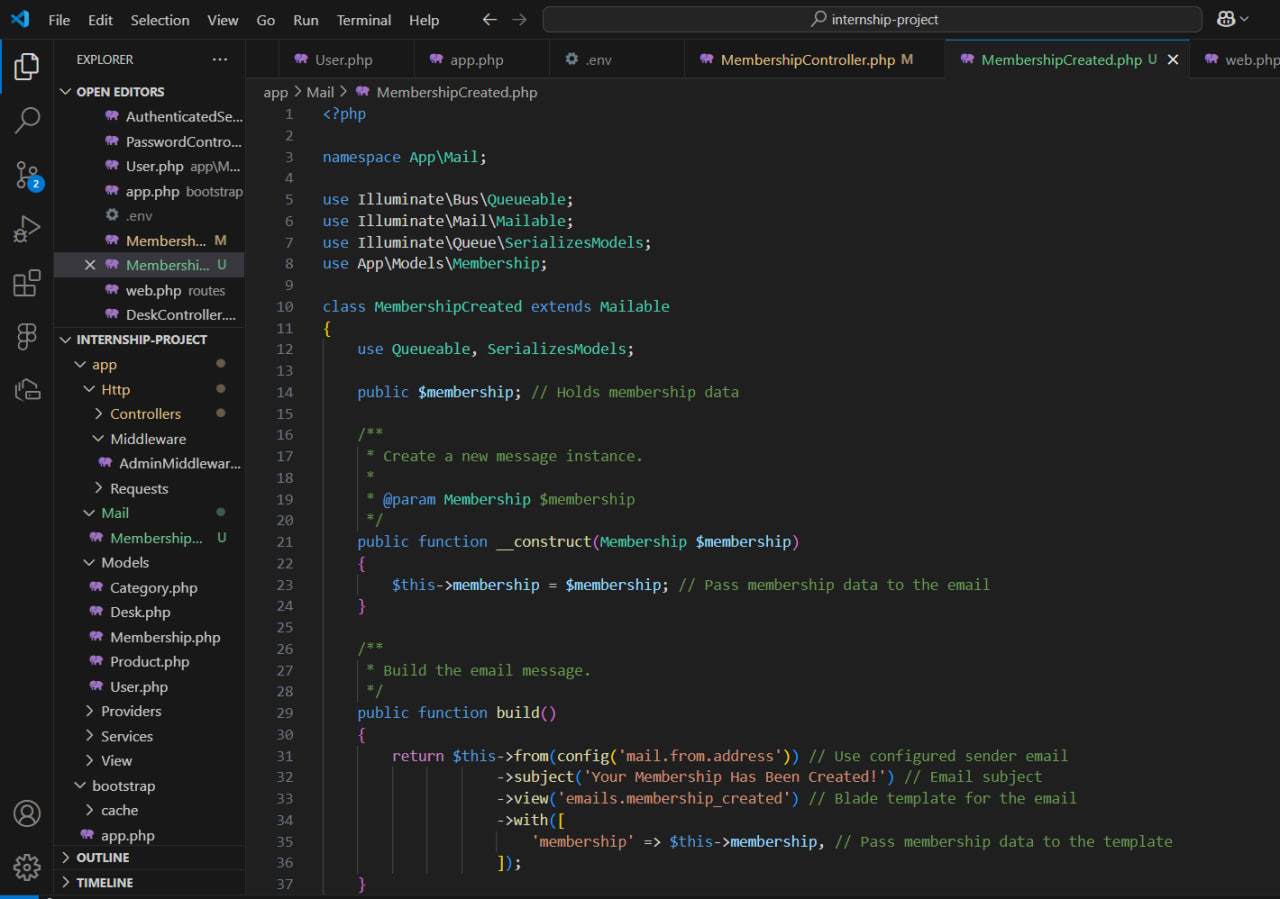 File Edit Selection View Go Run Terminal Help
internship-project
EXPLORER
User.php
app.php
.env
MembershipController.php M
MembershipCreated.php U
web.php
OPEN EDITORS
AuthenticatedSe...
PasswordContro...
User.php app\M...
app.php bootstrap
.env
Membersh... M
Membershi... U
web.php routes
DeskController....
INTERNSHIP-PROJECT
app
Http
Controllers
Middleware
AdminMiddlewar...
Requests
Mail
Membership... U
Models
Category.php
Desk.php
Membership.php
Product.php
User.php
Providers
Services
View
bootstrap
cache
app.php
OUTLINE
TIMELINE
2
app > Mail > MembershipCreated.php
1 <?php
2
3 namespace App\Mail;
4
5 use Illuminate\Bus\Queueable;
6 use Illuminate\Mail\Mailable;
7 use Illuminate\Queue\SerializesModels;
8 use App\Models\Membership;
9
10 class MembershipCreated extends Mailable
11 {
12 use Queueable, SerializesModels;
13
14 public $membership; // Holds membership data
15
16 /**
17 * Create a new message instance.
18 *
19 * @param Membership $membership
20 */
21 public function __construct(Membership $membership)
22 {
23 $this->membership = $membership; // Pass membership data to the email
24 }
25
26 /**
27 * Build the email message.
28 */
29 public function build()
30 {
31 return $this->from(config('mail.from.address')) // Use configured sender email
32 ->subject('Your Membership Has Been Created!') // Email subject
33 ->view('emails.membership_created') // Blade template for the email
34 ->with([
35 'membership' => $this->membership, // Pass membership data to the template
36 ]);
37 }